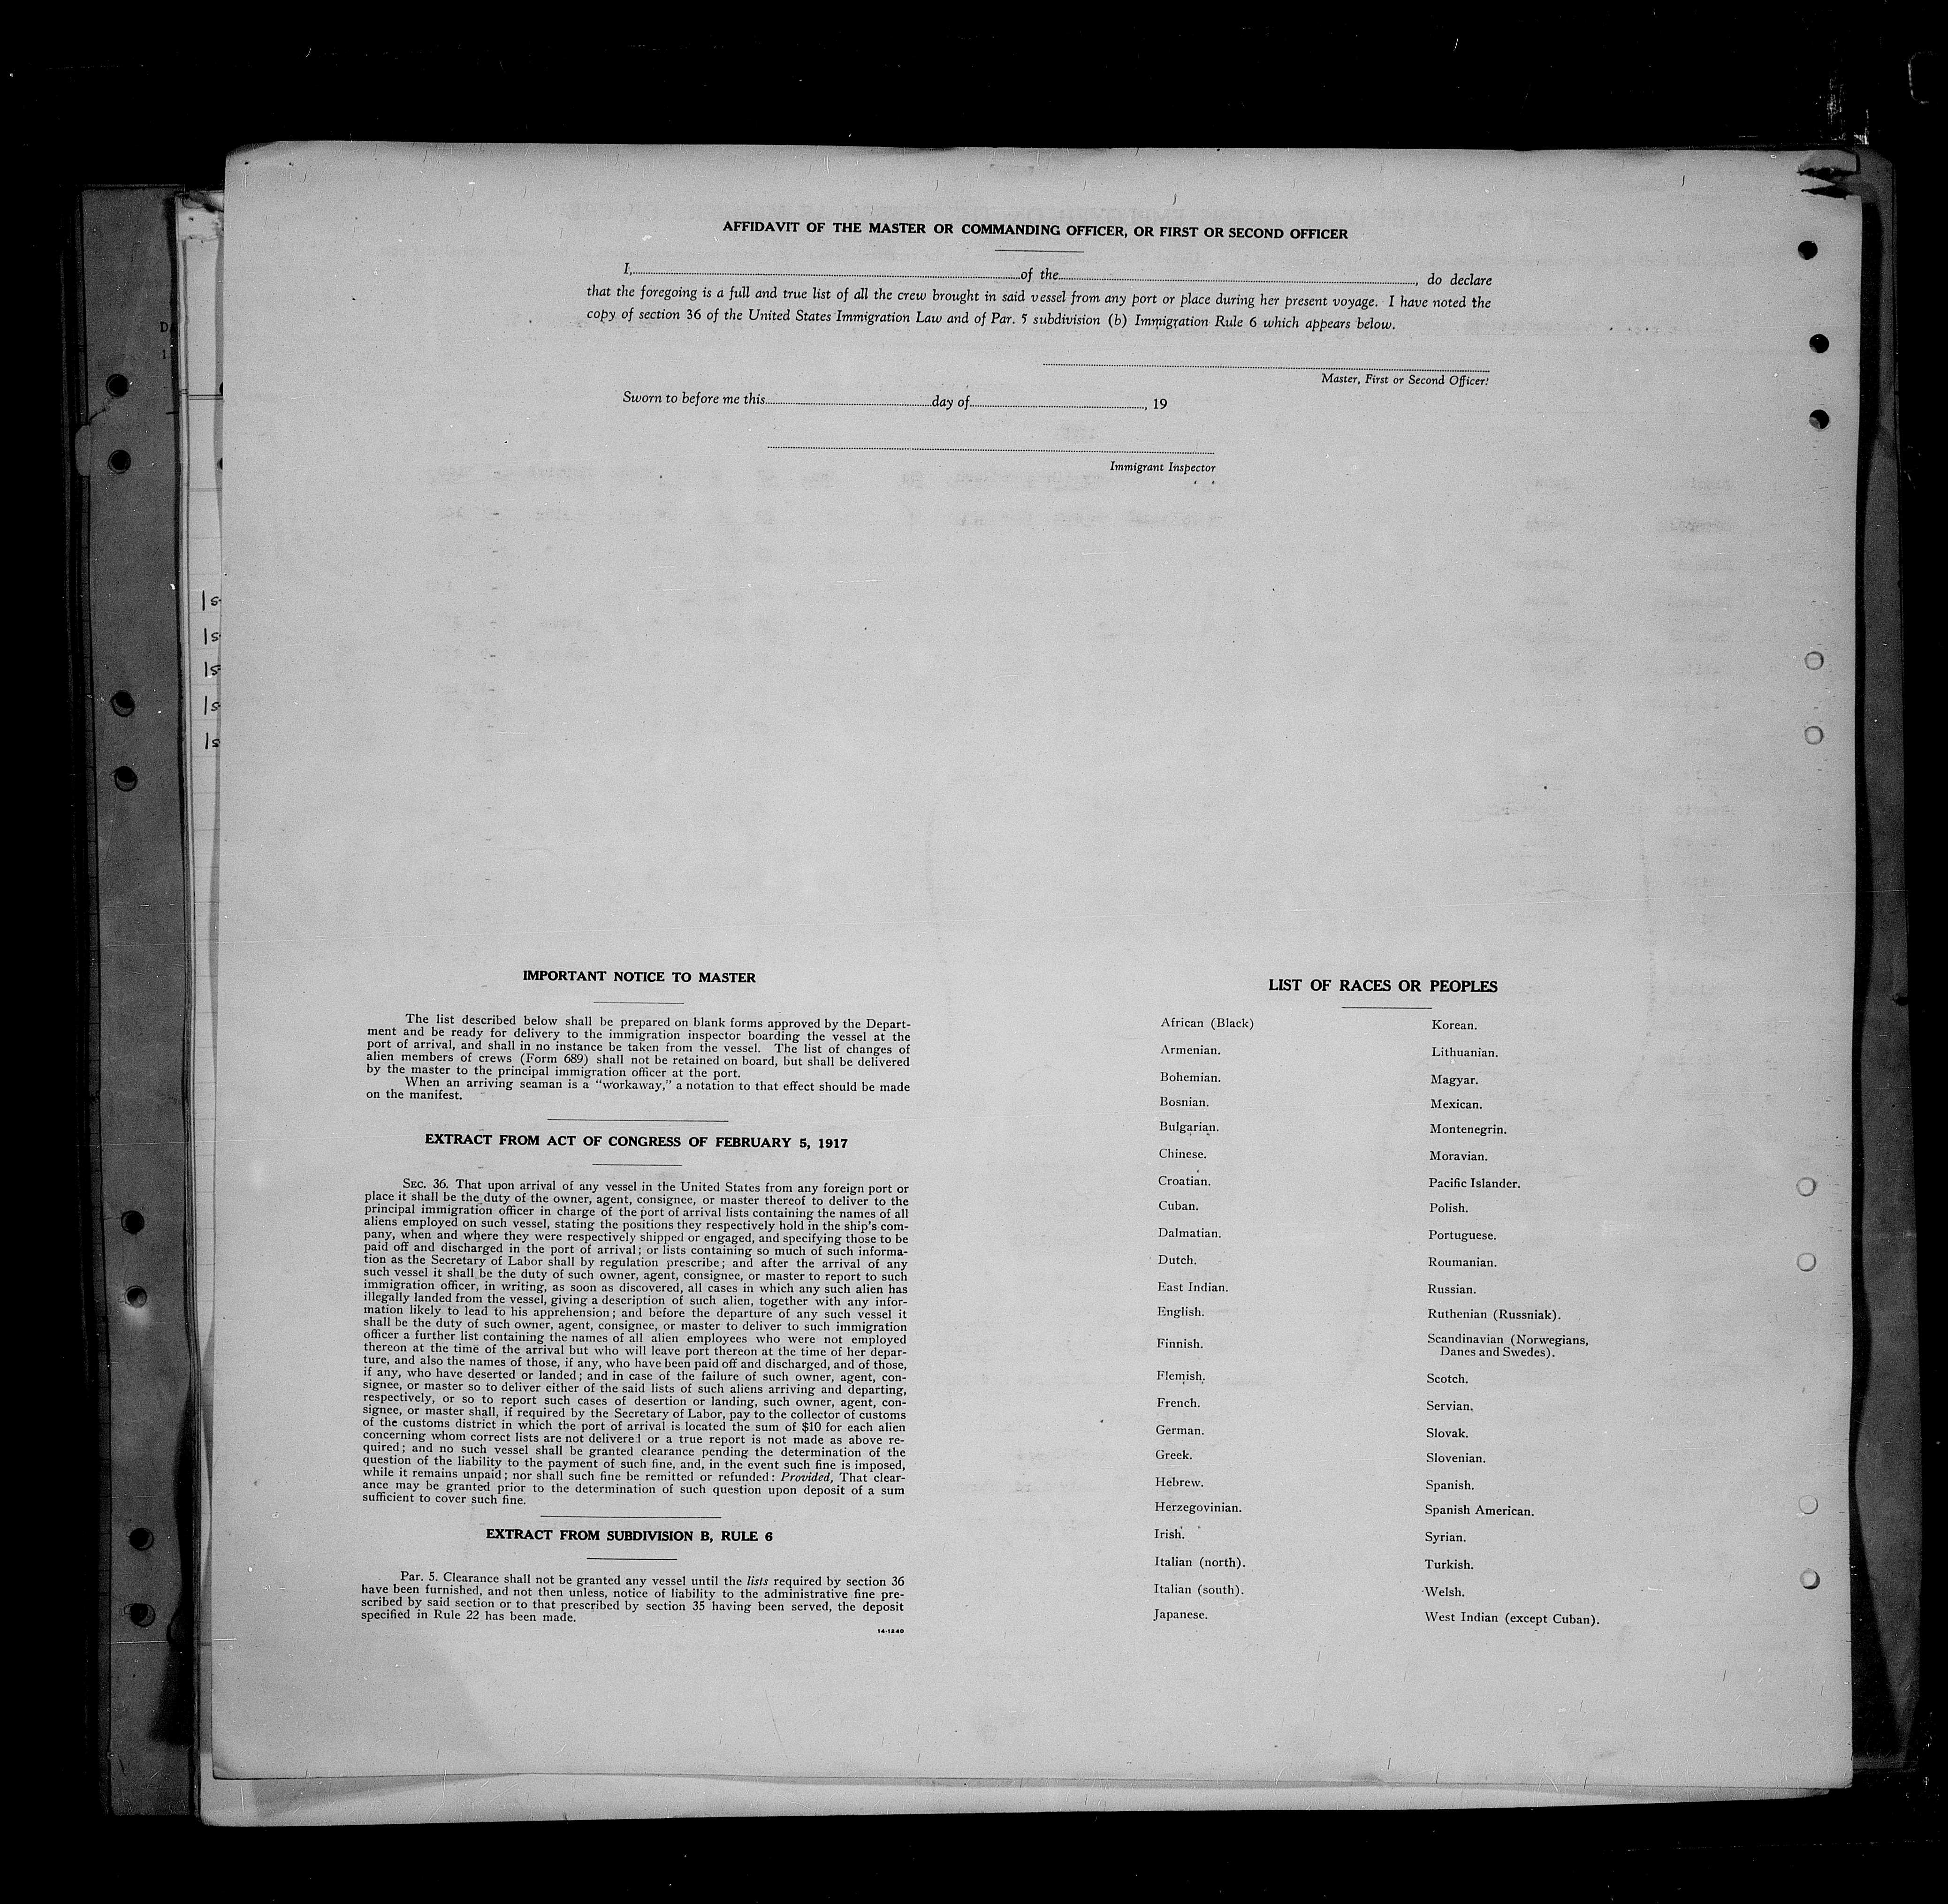 AFFIDAVIT OF THE MASTER OR COMMANDING OFFICER, OR FIRST OR SECOND OFFICER
I, of the , do declare
that the foregoing is a full and true list of all the crew brought in said vessel from any port or place during her present voyage. I have noted the
copy of section 36 of the United States Immigration Law and of Par. 5 subdivision (b) Immigration Rule 6 which appears below.
Master, First or Second Officer.
Sworn to before me this day of , 19
Immigrant Inspector
IMPORTANT NOTICE TO MASTER
The list described below shall be prepared on blank forms approved by the Depart-
ment and be ready for delivery to the immigration inspector boarding the vessel at the
port of arrival, and shall in no instance be taken from the vessel. The list of changes of
alien members of crews (Form 689) shall not be retained on board, but shall be delivered
by the master to the principal immigration officer at the port.
When an arriving seaman is a "workaway," a notation to that effect should be made
on the manifest.
EXTRACT FROM ACT OF CONGRESS OF FEBRUARY 5, 1917
SEC. 36. That upon arrival of any vessel in the United States from any foreign port or
place it shall be the duty of the owner, agent, consignee, or master thereof to deliver to the
principal immigration officer in charge of the port of arrival lists containing the names of all
aliens employed on such vessel, stating the positions they respectively hold in the ship's com-
pany, when and where they were respectively shipped or engaged, and specifying those to be
paid off and discharged in the port of arrival; or lists containing so much of such informa-
tion as the Secretary of Labor shall by regulation prescribe; and after the arrival of any
such vessel it shall be the duty of such owner, agent, consignee, or master to report to such
immigration officer, in writing, as soon as discovered, all cases in which any such alien has
illegally landed from the vessel, giving a description of such alien, together with any infor-
mation likely to lead to his apprehension; and before the departure of any such vessel it
shall be the duty of such owner, agent, consignee, or master to deliver to such immigration
officer a further list containing the names of all alien employees who were not employed
thereon at the time of the arrival but who will leave port thereon at the time of her depar-
ture, and also the names of those, if any, who have been paid off and discharged, and of those,
if any, who have deserted or landed; and in case of the failure of such owner, agent, con-
signee, or master so to deliver either of the said lists of such aliens arriving and departing,
respectively, or so to report such cases of desertion or landing, such owner, agent, con-
signee, or master shall, if required by the Secretary of Labor, pay to the collector of customs
of the customs district in which the port of arrival is located the sum of $10 for each alien
concerning whom correct lists are not delivered or a true report is not made as above re-
quired; and no such vessel shall be granted clearance pending the determination of the
question of the liability to the payment of such fine, and, in the event such fine is imposed,
while it remains unpaid; nor shall such fine be remitted or refunded: Provided, That clear-
ance may be granted prior to the determination of such question upon deposit of a sum
sufficient to cover such fine.
EXTRACT FROM SUBDIVISION B, RULE 6
Par. 5. Clearance shall not be granted any vessel until the lists required by section 36
have been furnished, and not then unless, notice of liability to the administrative fine pre-
scribed by said section or to that prescribed by section 35 having been served, the deposit
specified in Rule 22 has been made.
14-1240
LIST OF RACES OR PEOPLES
African (Black)
Armenian.
Bohemian.
Bosnian.
Bulgarian.
Chinese.
Croatian.
Cuban.
Dalmatian.
Dutch.
East Indian.
English.
Finnish.
Flemish.
French.
German.
Greek.
Hebrew.
Herzegovinian.
Irish.
Italian (north).
Italian (south).
Japanese.
Korean.
Lithuanian.
Magyar.
Mexican.
Montenegrin.
Moravian.
Pacific Islander.
Polish.
Portuguese.
Roumanian.
Russian.
Ruthenian (Russniak).
Scandinavian (Norwegians,
Danes and Swedes).
Scotch.
Servian.
Slovak.
Slovenian.
Spanish.
Spanish American.
Syrian.
Turkish.
Welsh.
West Indian (except Cuban).